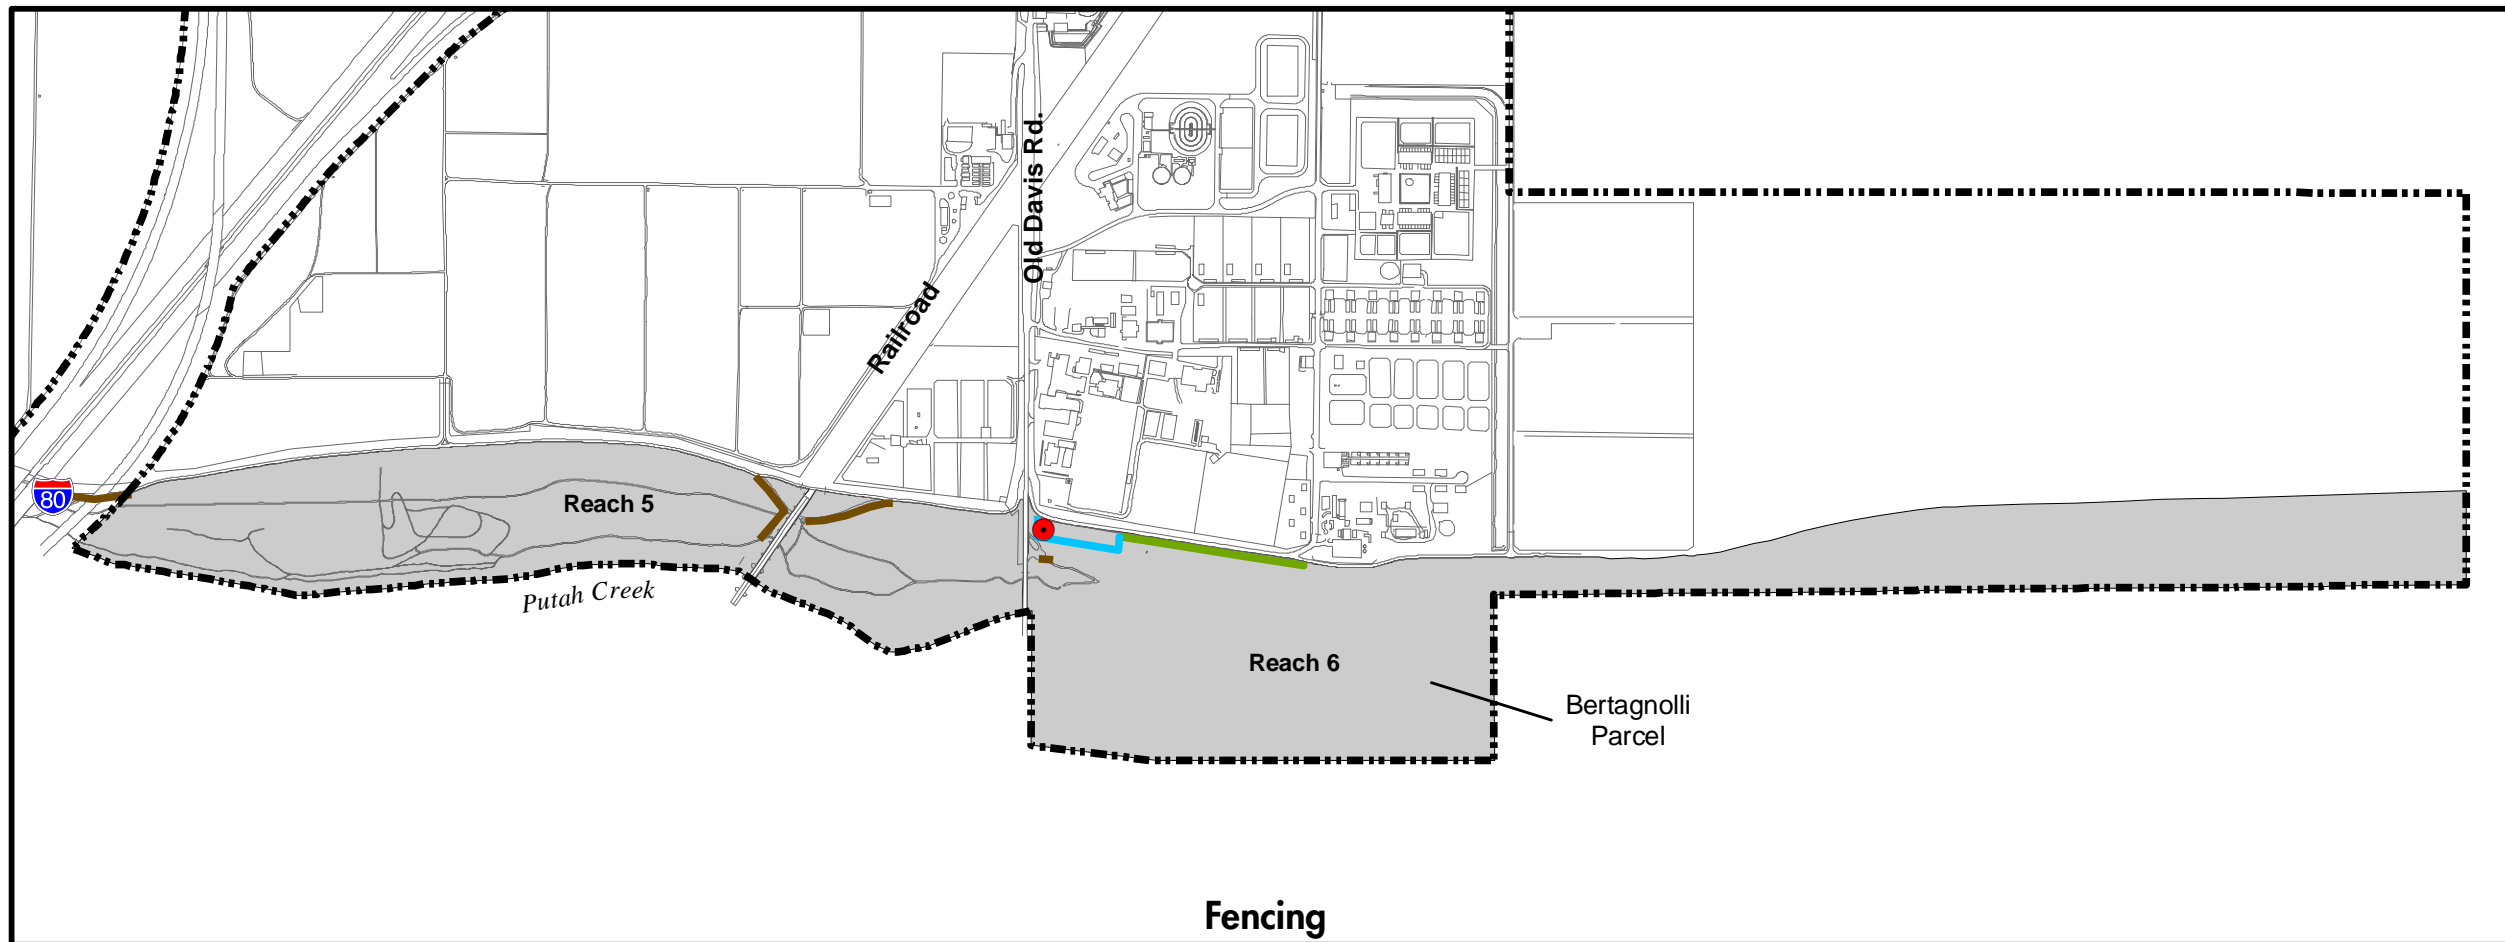 Old Davis Rd.
Railroad
80
Reach 5
Putah Creek
Reach 6
Bertagnolli
Parcel
Fencing